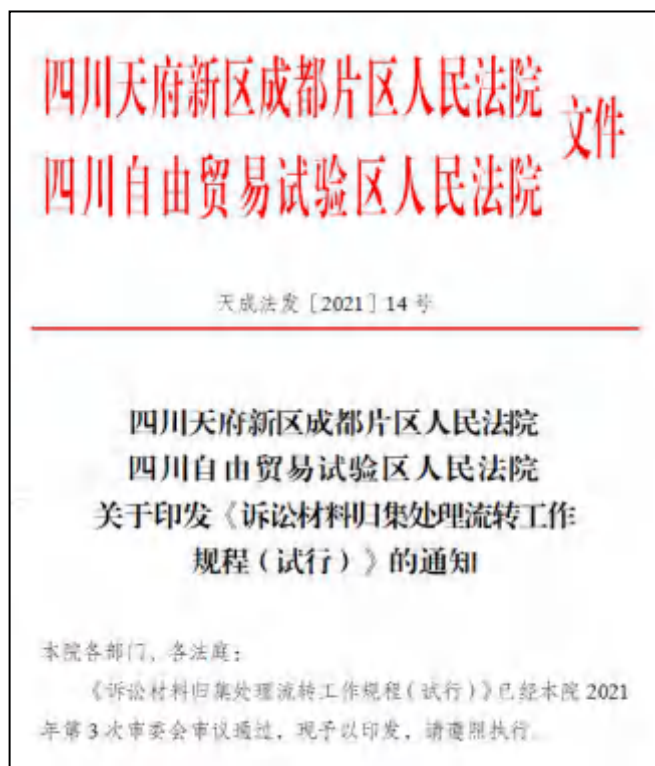 四川天府新区成都片区人民法院
四川自由贸易试验区人民法院
文件
天成法发［2021］14 号
四川天府新区成都片区人民法院
四川自由贸易试验区人民法院
关于印发《诉讼材料归集处理流转工作
规程（试行）》的通知
本院各部门、各法庭：
《诉讼材料归集处理流转工作规程（试行）》已经本院 2021
年第 3 次审委会审议通过，现予以印发，请遵照执行。